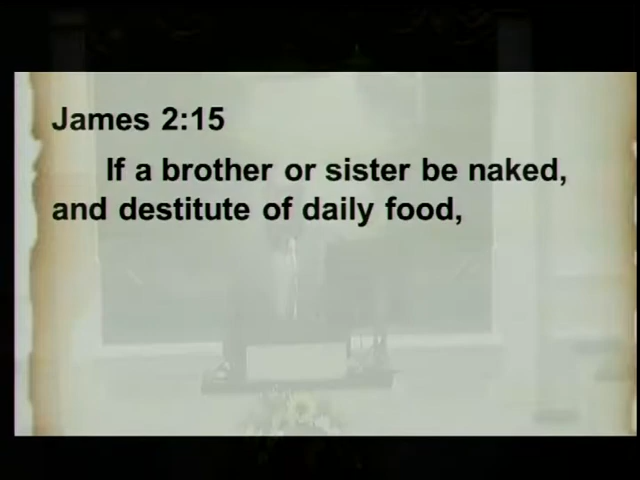 James 2:15
If a brother or sister be naked,
and destitute of daily food,